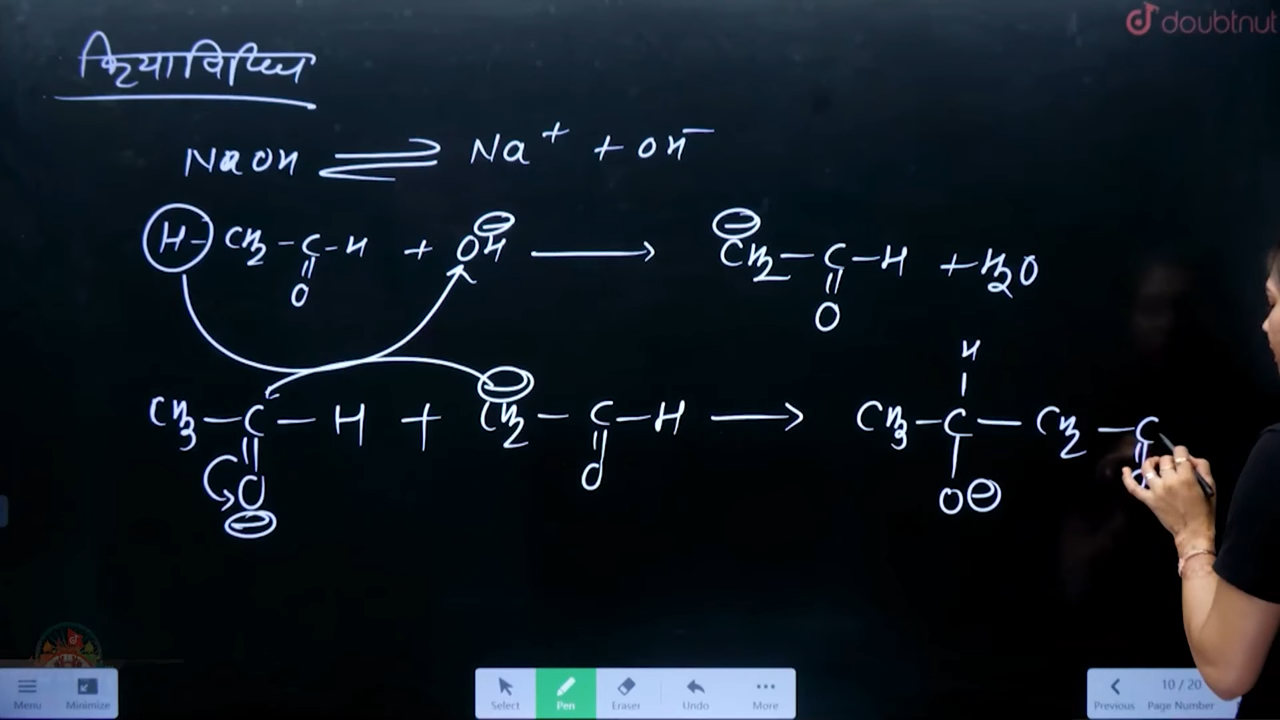 doubtnut
क्रियाविधि
NaOH ⇌ Na⁺ + OH⁻
H-CH₂-C-H + OH⊖ → ⊖CH₂-C-H + H₂O
O O
H
CH₃-C-H + CH₂⊖-C-H → CH₃-C-CH₂-C
O⊖ O O⊖ O
Menu Minimize Select Pen Eraser Undo More Previous 10/20 Page Number